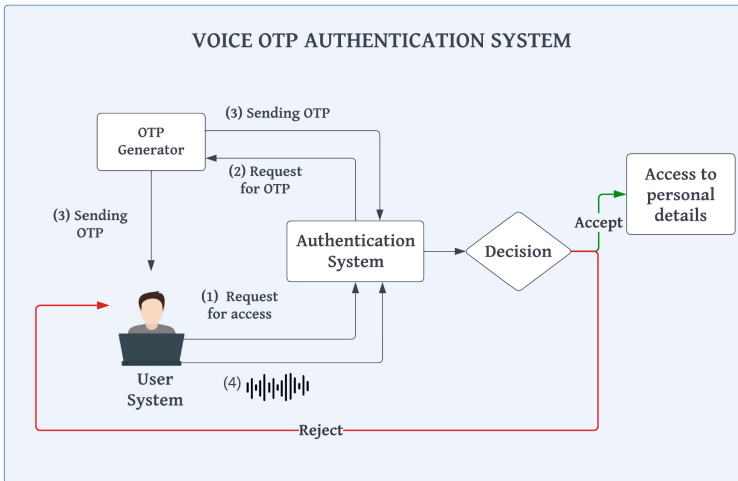 VOICE OTP AUTHENTICATION SYSTEM
(3) Sending OTP
OTP
Generator
(2) Request
for OTP
Access to
personal
details
(3) Sending
OTP
Accept
Authentication
System
Decision
(1) Request
for access
User
System
(4)
Reject